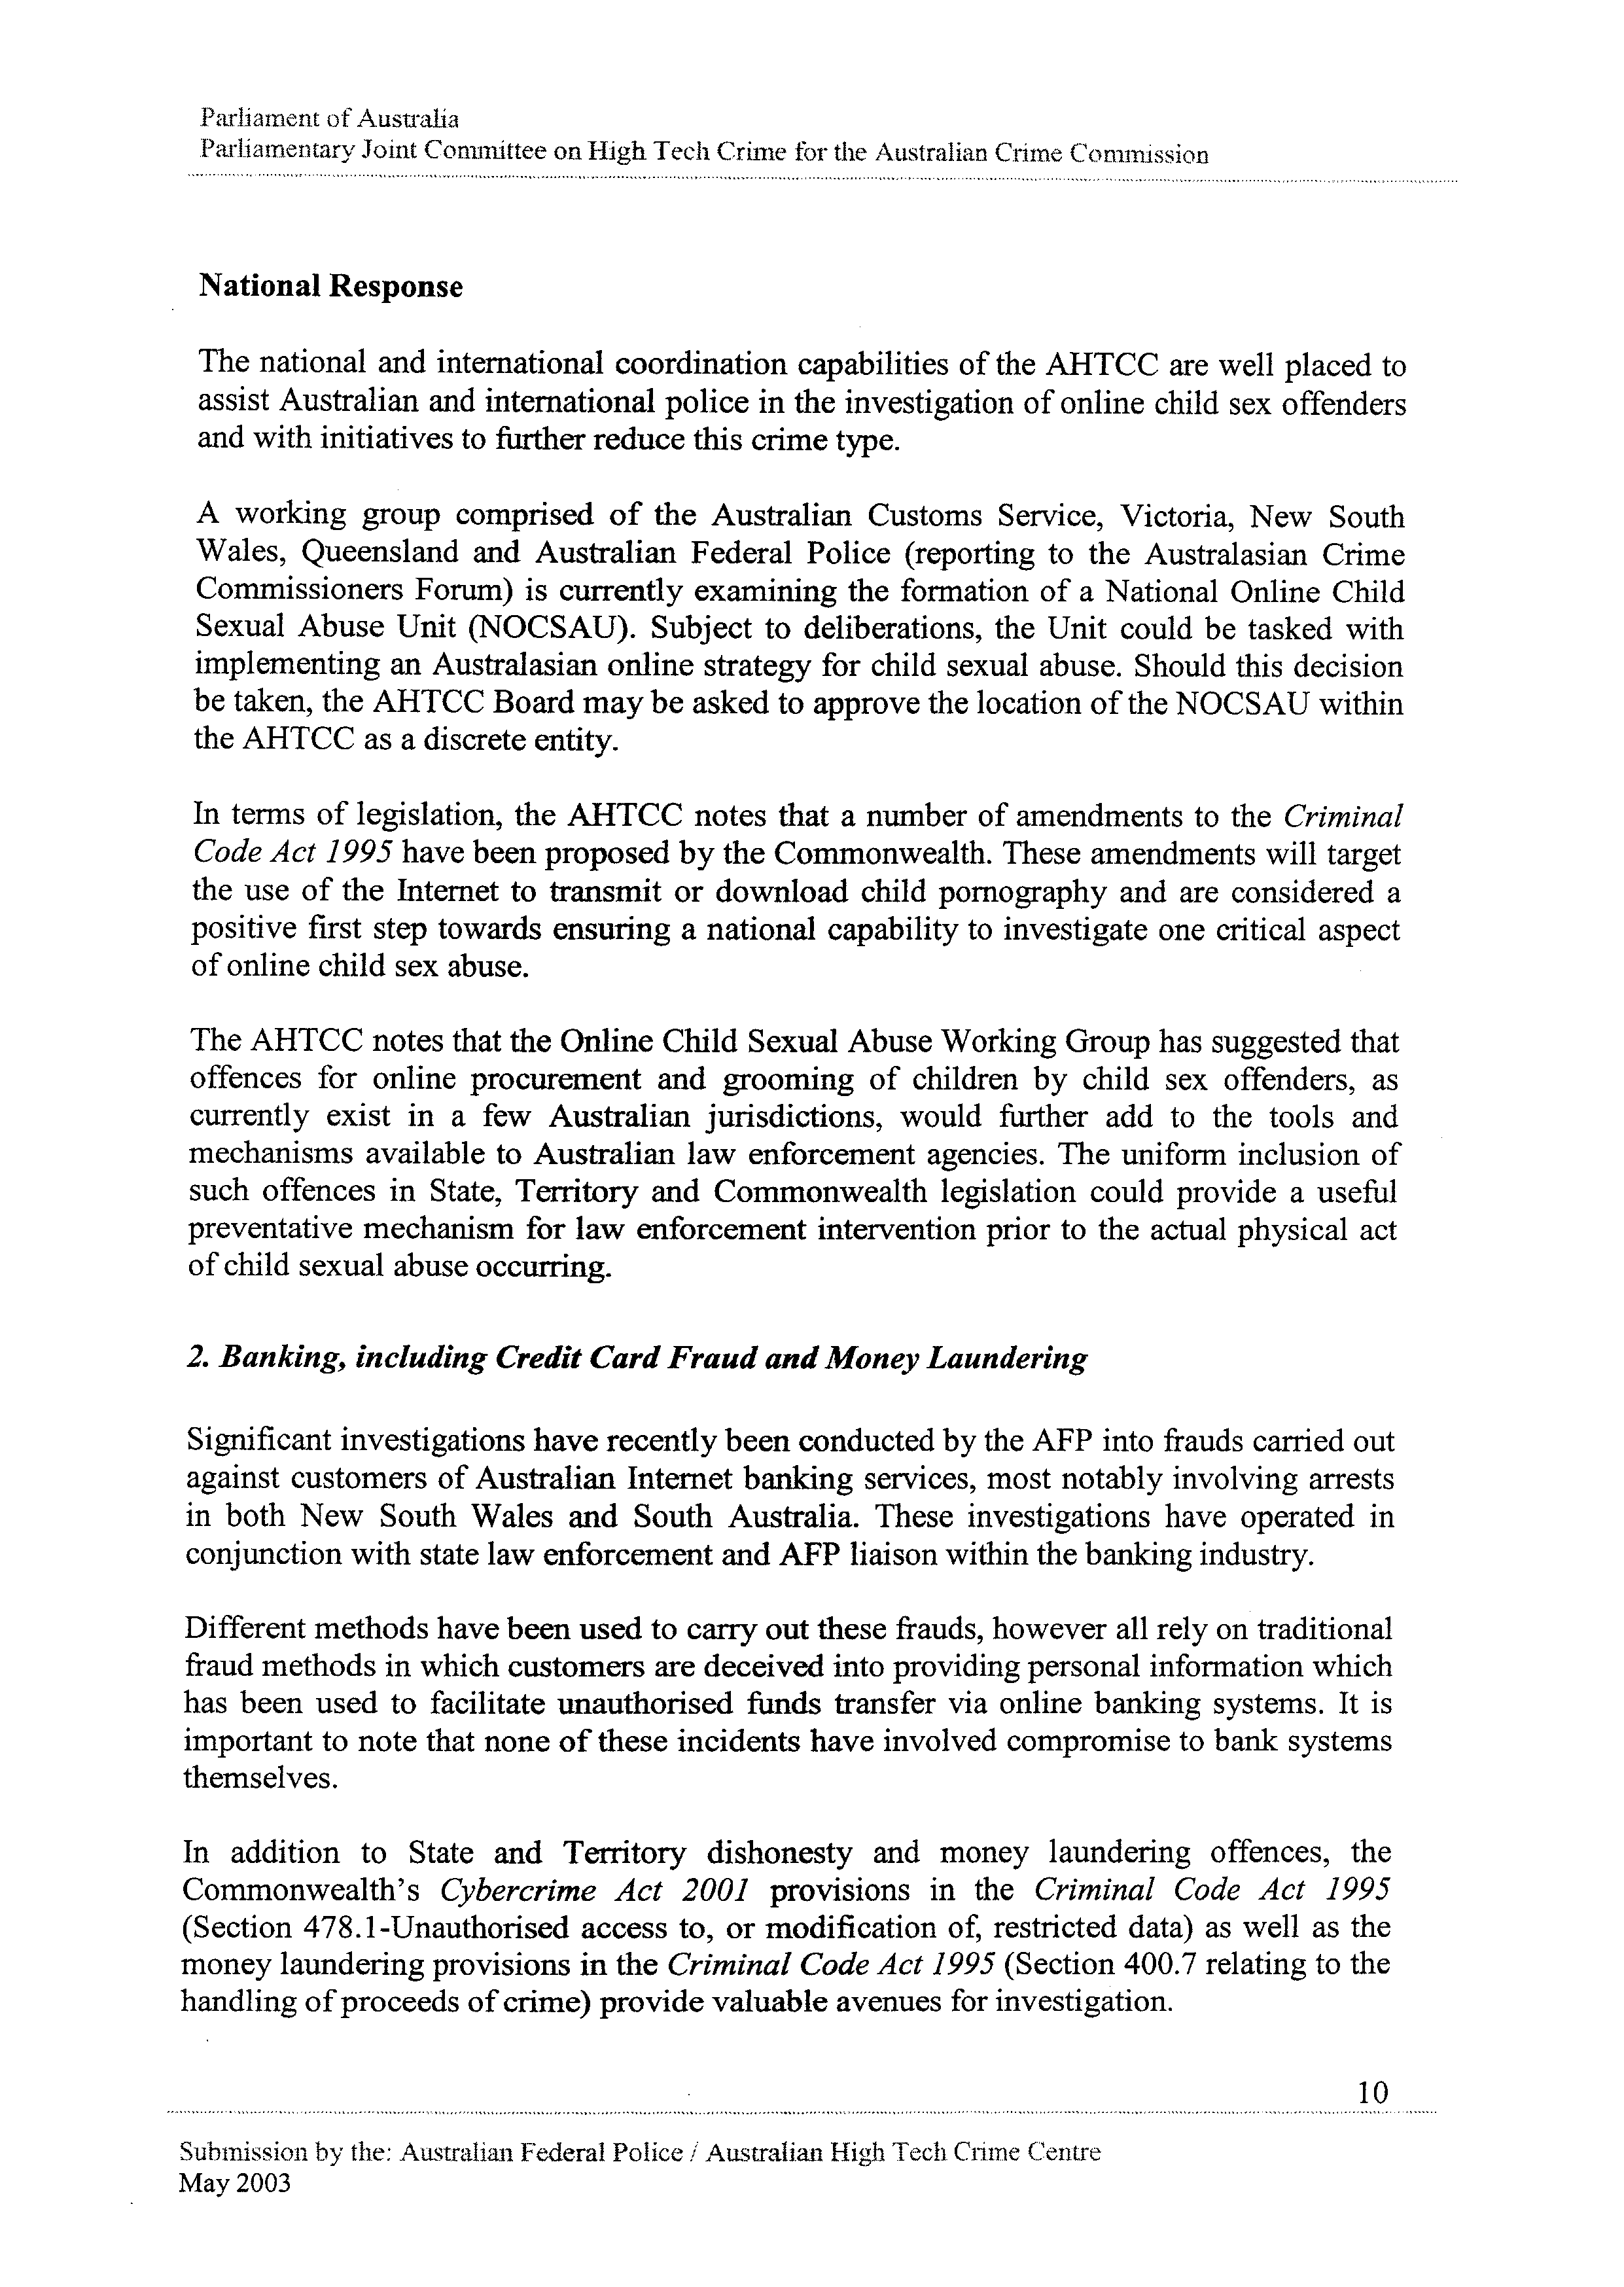 Parliament of Australia
Parliamentary Joint Committee on High Tech Crime for the Australian Crime Commission
National Response
The national and international coordination capabilities of the AHTCC are well placed to
assist Australian and international police in the investigation of online child sex offenders
and with initiatives to further reduce this crime type.
A working group comprised of the Australian Customs Service, Victoria, New South
Wales, Queensland and Australian Federal Police (reporting to the Australasian Crime
Commissioners Forum) is currently examining the formation of a National Online Child
Sexual Abuse Unit (NOCSAU). Subject to deliberations, the Unit could be tasked with
implementing an Australasian online strategy for child sexual abuse. Should this decision
be taken, the AHTCC Board may be asked to approve the location of the NOCSAU within
the AHTCC as a discrete entity.
In terms of legislation, the AHTCC notes that a number of amendments to the Criminal
Code Act 1995 have been proposed by the Commonwealth. These amendments will target
the use of the Internet to transmit or download child pornography and are considered a
positive first step towards ensuring a national capability to investigate one critical aspect
of online child sex abuse.
The AHTCC notes that the Online Child Sexual Abuse Working Group has suggested that
offences for online procurement and grooming of children by child sex offenders, as
currently exist in a few Australian jurisdictions, would further add to the tools and
mechanisms available to Australian law enforcement agencies. The uniform inclusion of
such offences in State, Territory and Commonwealth legislation could provide a useful
preventative mechanism for law enforcement intervention prior to the actual physical act
of child sexual abuse occurring.
2. Banking, including Credit Card Fraud and Money Laundering
Significant investigations have recently been conducted by the AFP into frauds carried out
against customers of Australian Internet banking services, most notably involving arrests
in both New South Wales and South Australia. These investigations have operated in
conjunction with state law enforcement and AFP liaison within the banking industry.
Different methods have been used to carry out these frauds, however all rely on traditional
fraud methods in which customers are deceived into providing personal information which
has been used to facilitate unauthorised funds transfer via online banking systems. It is
important to note that none of these incidents have involved compromise to bank systems
themselves.
In addition to State and Territory dishonesty and money laundering offences, the
Commonwealth's Cybercrime Act 2001 provisions in the Criminal Code Act 1995
(Section 478.1-Unauthorised access to, or modification of, restricted data) as well as the
money laundering provisions in the Criminal Code Act 1995 (Section 400.7 relating to the
handling of proceeds of crime) provide valuable avenues for investigation.
10
Submission by the: Australian Federal Police / Australian High Tech Crime Centre
May 2003